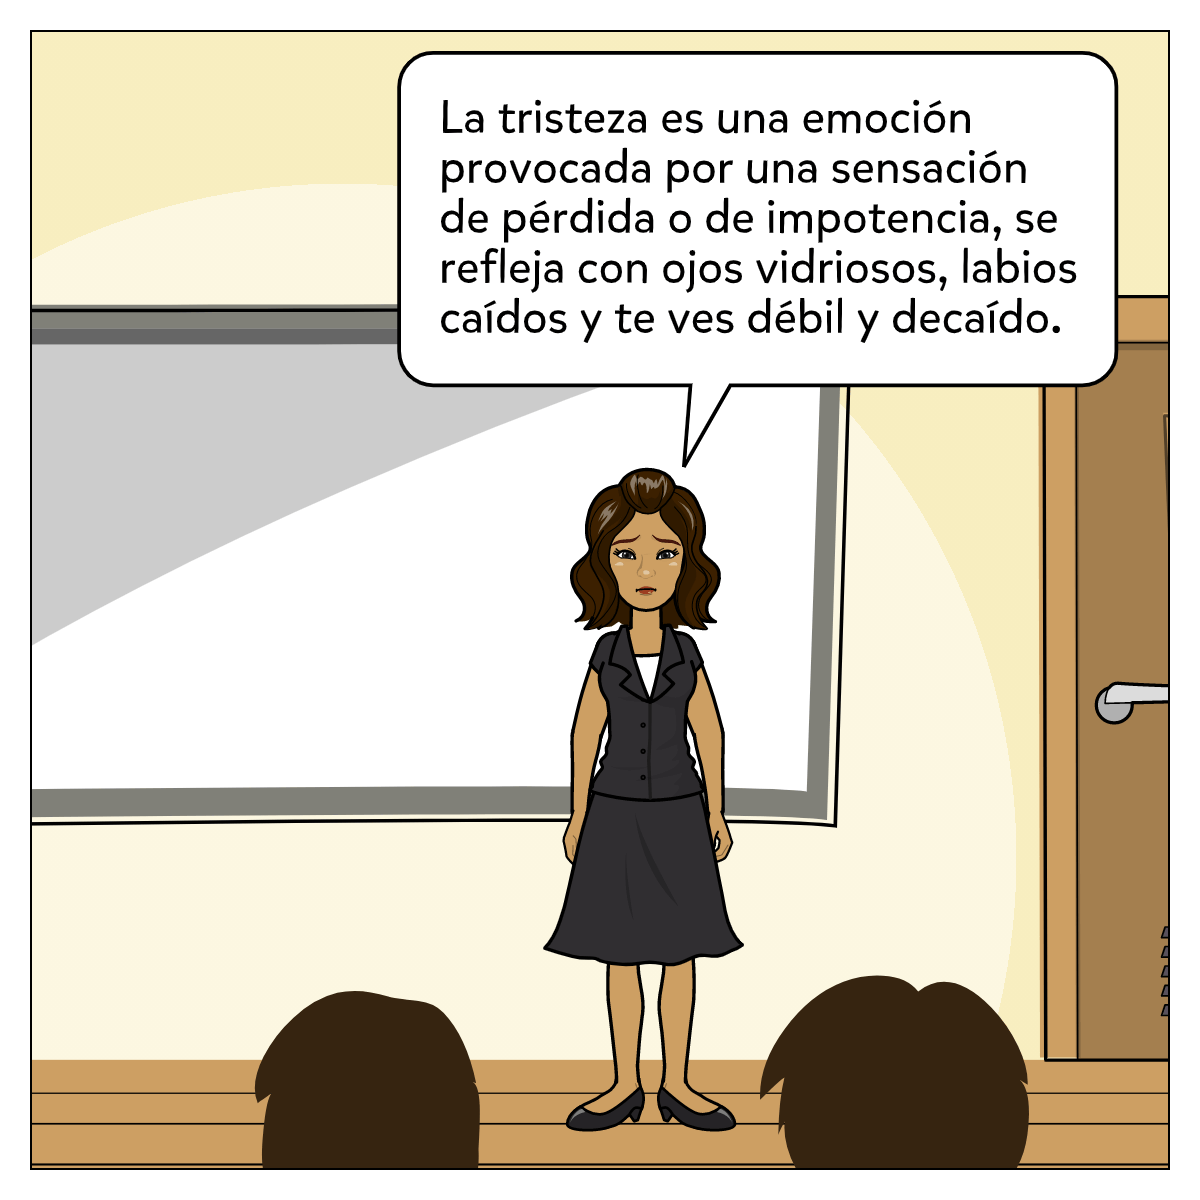 La tristeza es una emoción
provocada por una sensación
de pérdida o de impotencia, se
refleja con ojos vidriosos, labios
caídos y te ves débil y decaído.